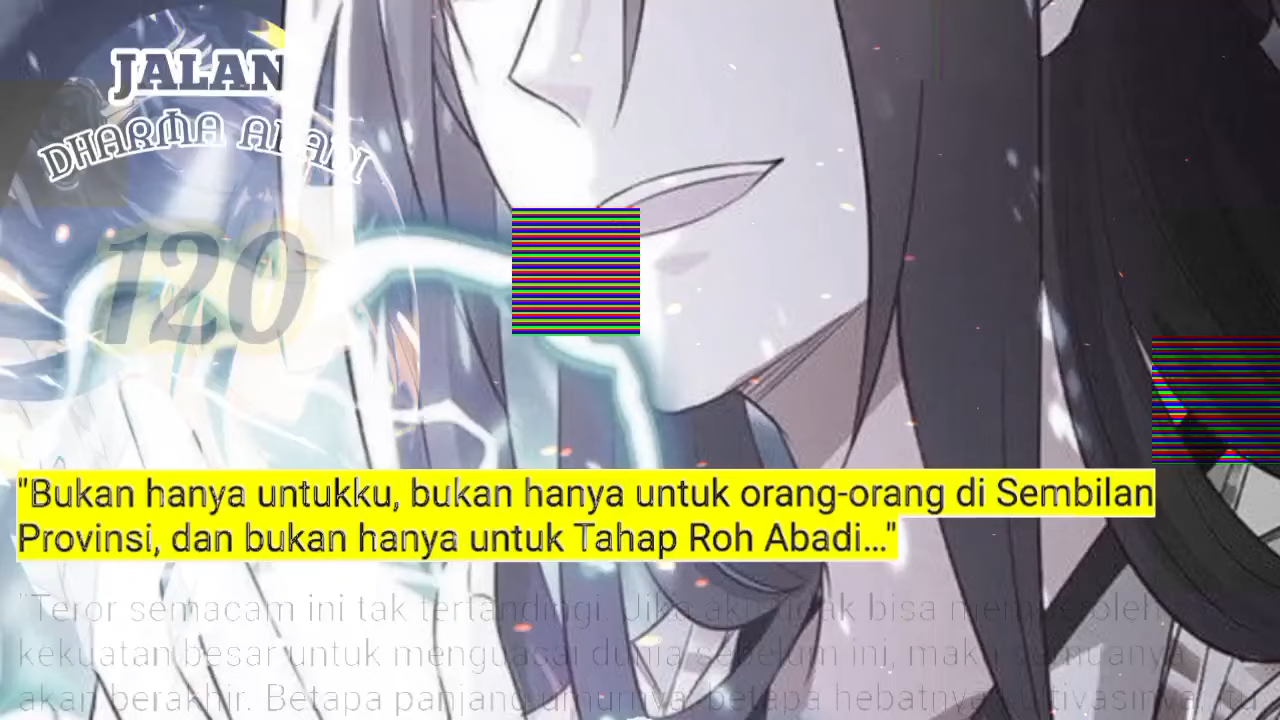 JALAN
DHARMA ABADI
120
"Bukan hanya untukku, bukan hanya untuk orang-orang di Sembilan
Provinsi, dan bukan hanya untuk Tahap Roh Abadi..."
"Teror semacam ini tak tertandingi. Jika aku tidak bisa memperoleh
kekuatan besar untuk menguasai dunia sebelum ini, maka semuanya
akan berakhir. Betapa panjang umurnya, betapa hebatnya kultivasinya, itu